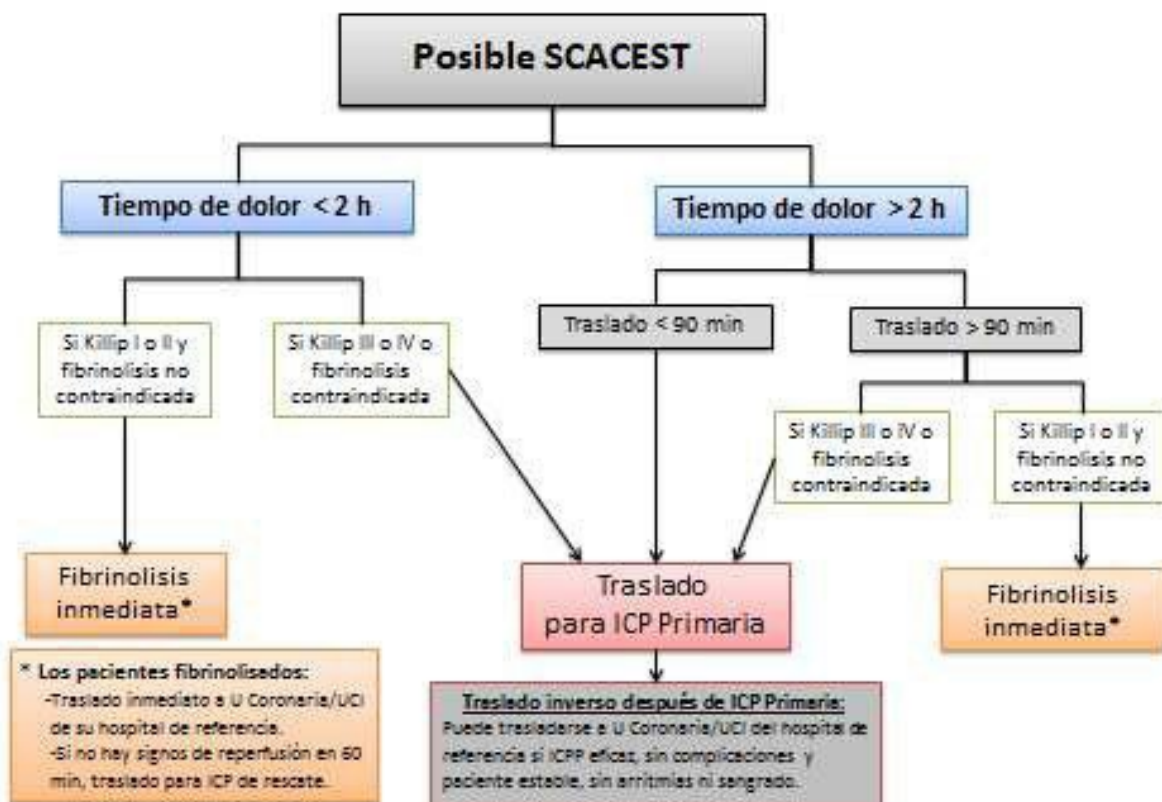 Posible SCACEST
Tiempo de dolor < 2 h
Tiempo de dolor > 2 h
Si Killip I o II y
fibrinolisis no
contraindicada
Si Killip III o IV o
fibrinolisis
contraindicada
Traslado < 90 min
Traslado > 90 min
Si Killip III o IV o
fibrinolisis
contraindicada
Si Killip I o II y
fibrinolisis no
contraindicada
Fibrinolisis
inmediata*
Traslado
para ICP Primaria
Fibrinolisis
inmediata*
* Los pacientes fibrinolisados:
-Traslado inmediato a U Coronaria/UCI
de su hospital de referencia.
-Si no hay signos de reperfusión en 60
min, traslado para ICP de rescate.
Traslado inverso después de ICP Primaria:
Puede trasladarse a U Coronaria/UCI del hospital de
referencia si ICPP eficaz, sin complicaciones y
paciente estable, sin arritmias ni sangrado.